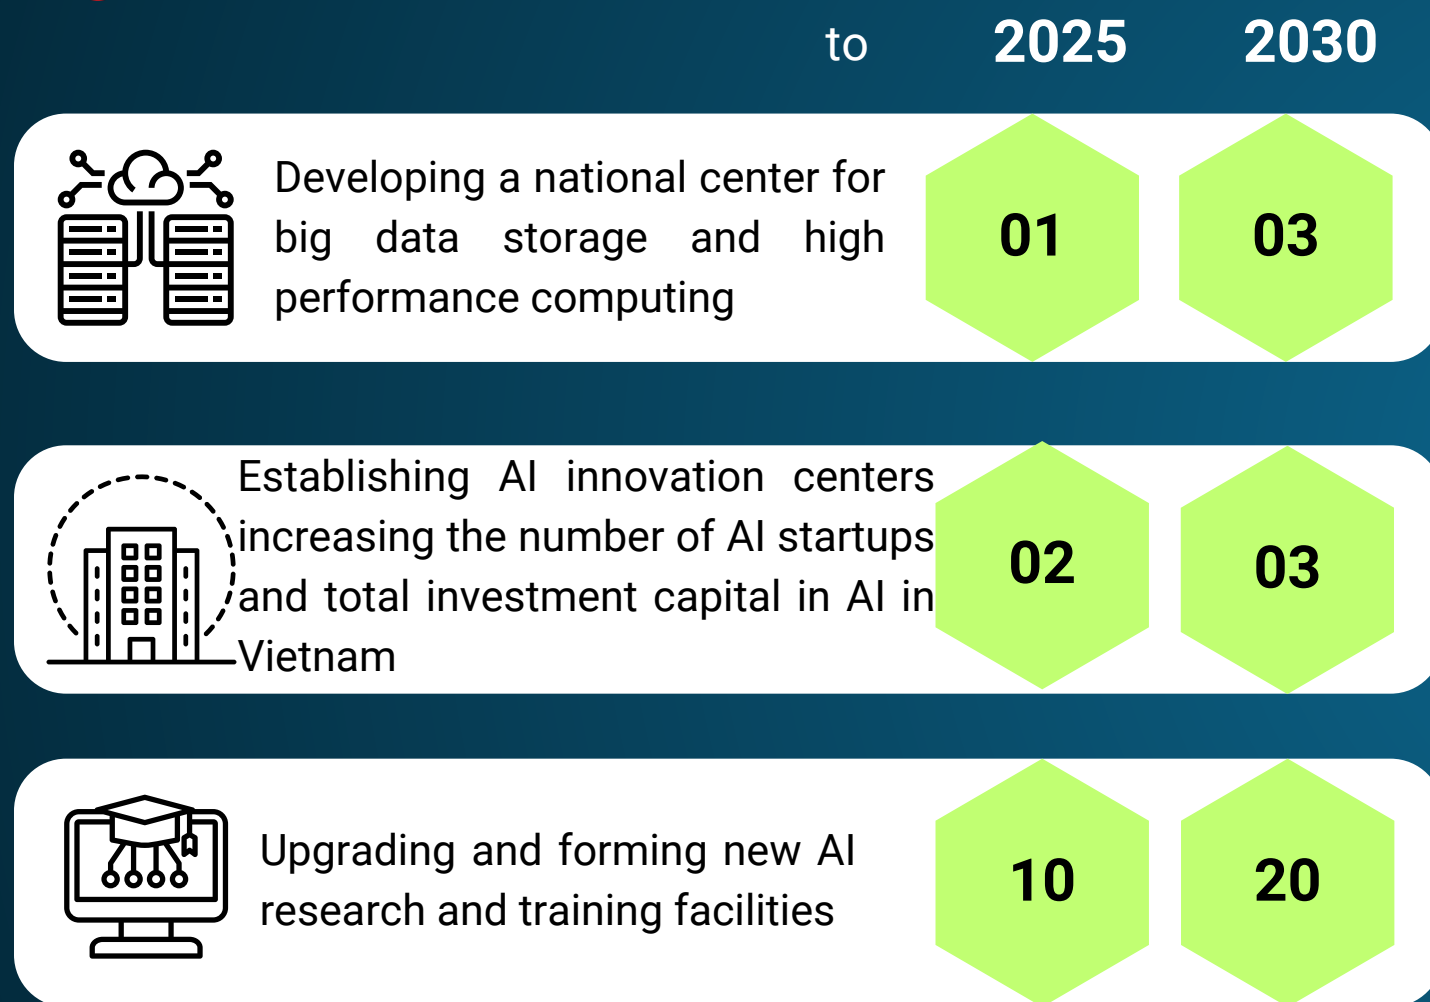 to 2025 2030
Developing a national center for
big data storage and high
performance computing
01 03
Establishing AI innovation centers
increasing the number of AI startups
and total investment capital in AI in
Vietnam
02 03
Upgrading and forming new AI
research and training facilities
10 20